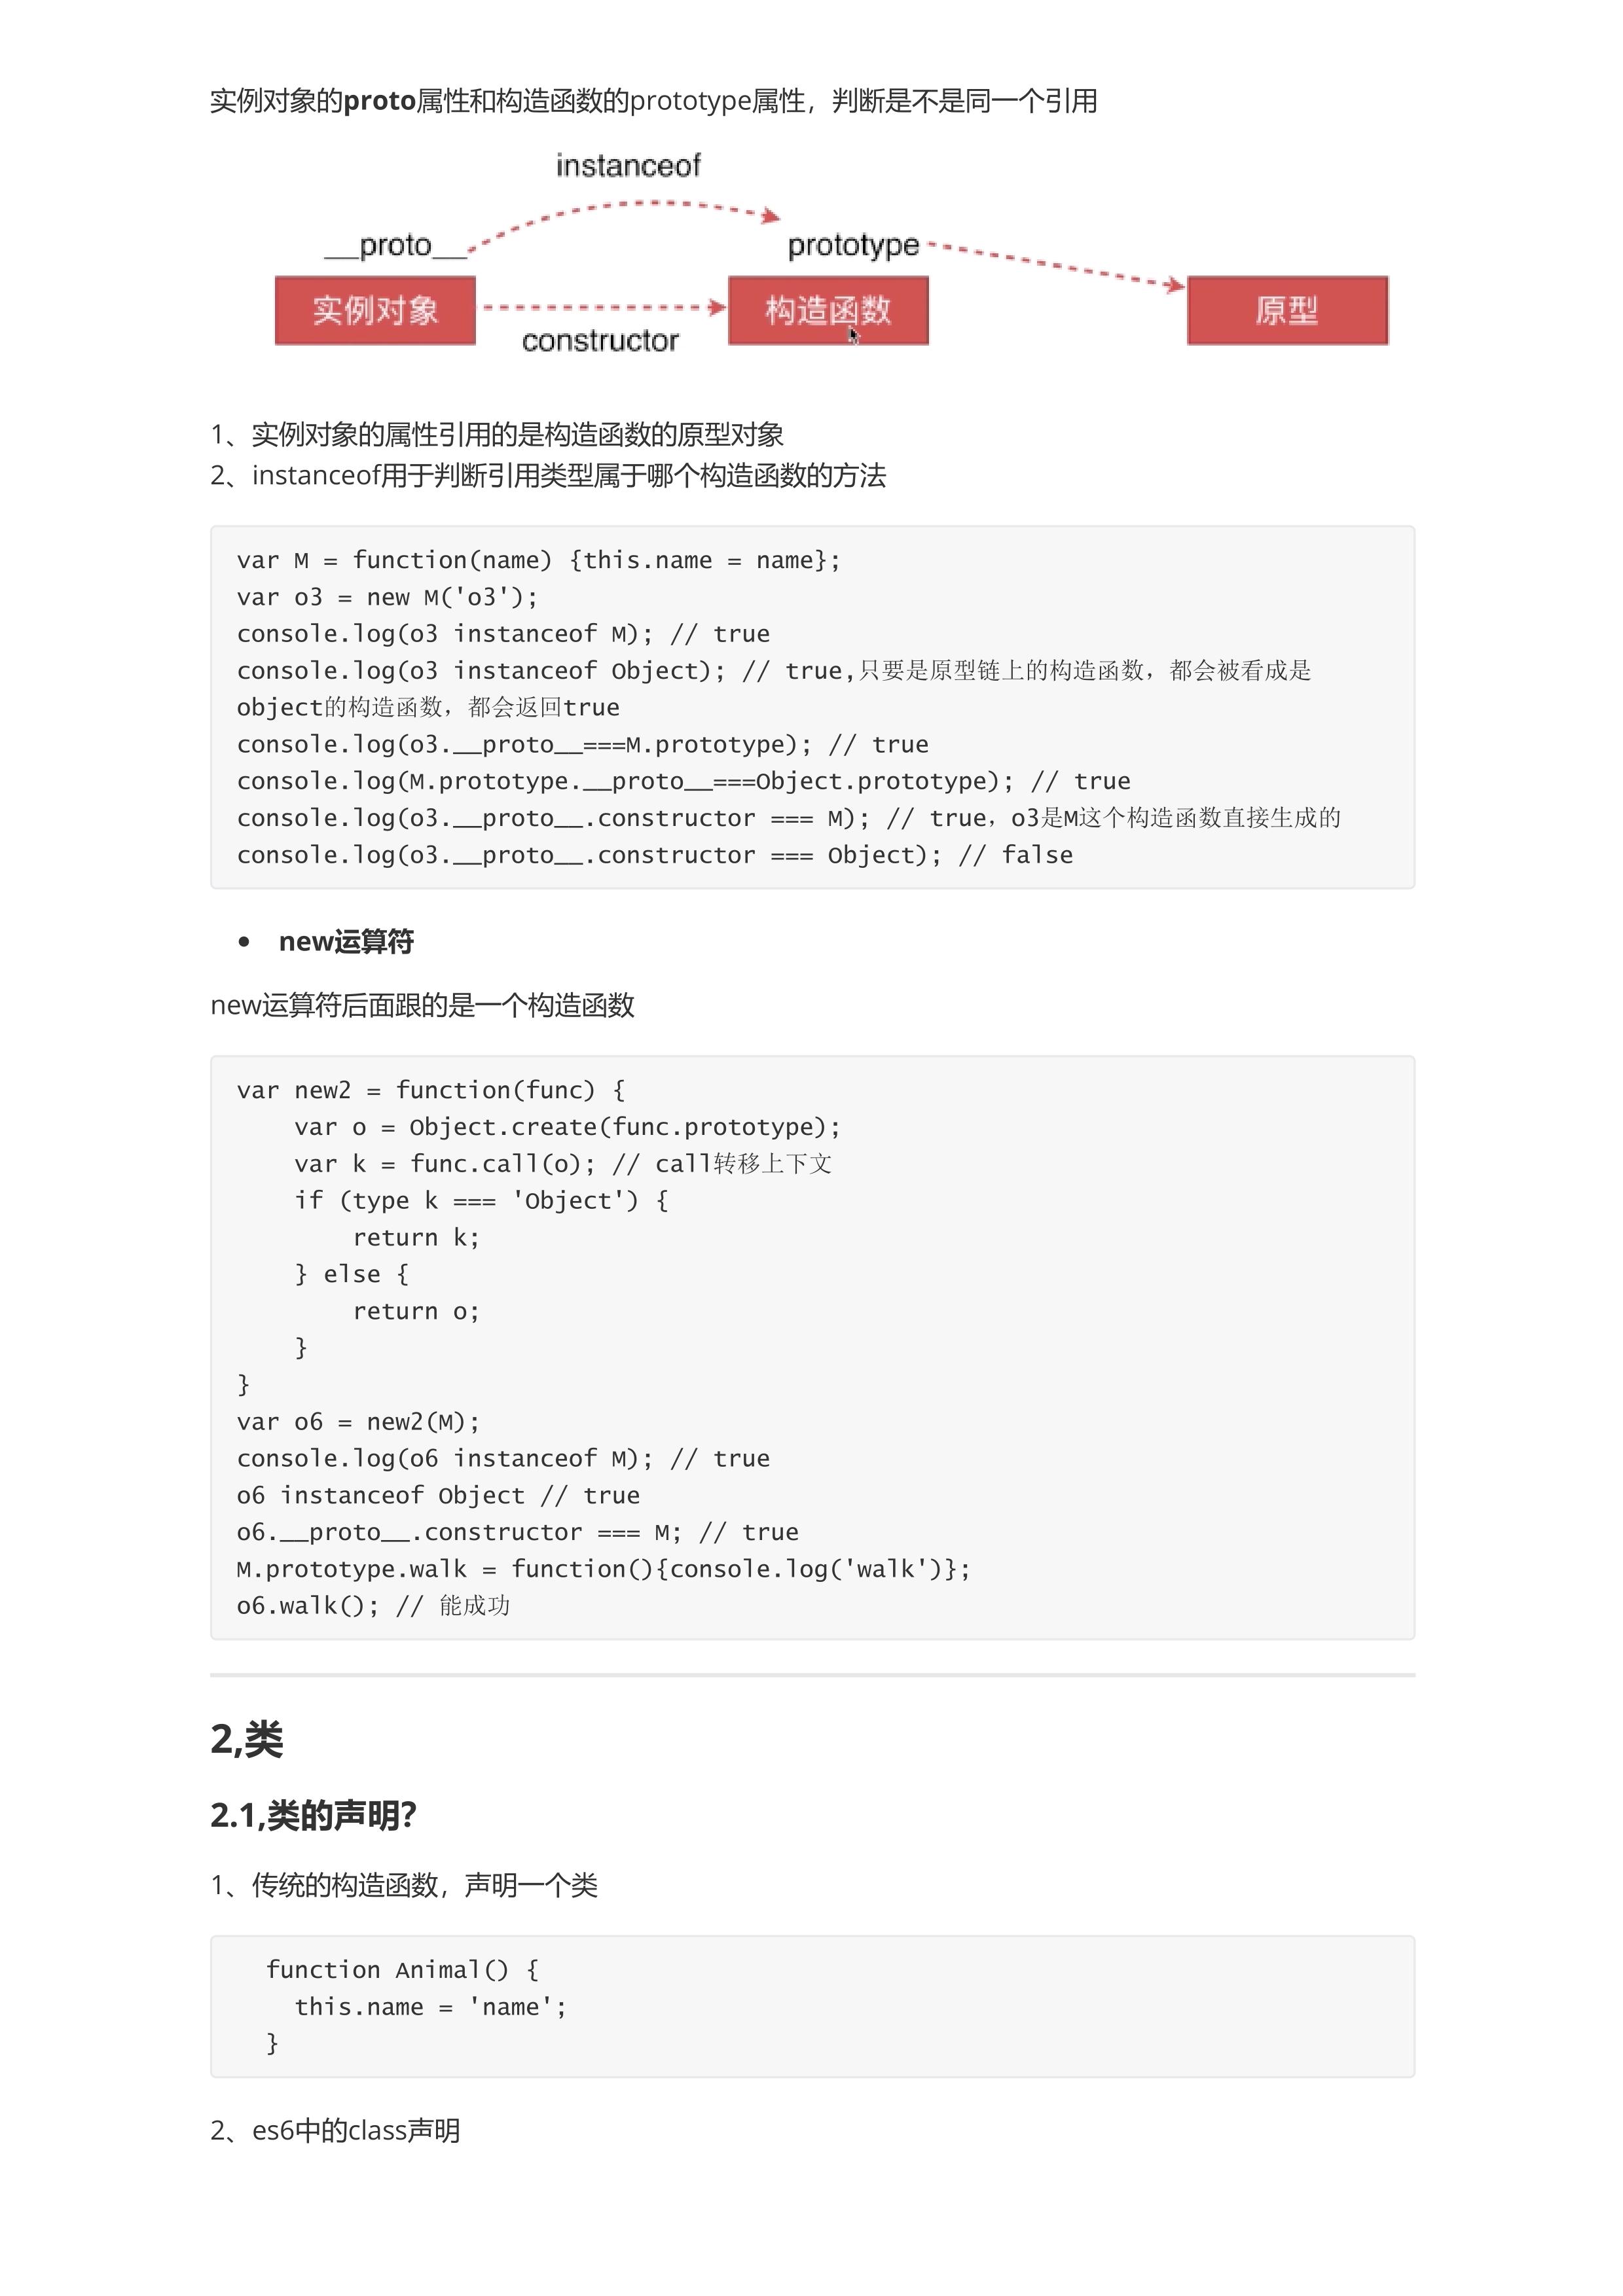 实例对象的proto属性和构造函数的prototype属性，判断是不是同一个引用
instanceof
__proto__
prototype
实例对象
构造函数
原型
constructor
1、实例对象的属性引用的是构造函数的原型对象
2、instanceof用于判断引用类型属于哪个构造函数的方法
var M = function(name) {this.name = name};
var o3 = new M('o3');
console.log(o3 instanceof M); // true
console.log(o3 instanceof Object); // true,只要是原型链上的构造函数，都会被看成是
object的构造函数，都会返回true
console.log(o3.__proto__===M.prototype); // true
console.log(M.prototype.__proto__===Object.prototype); // true
console.log(o3.__proto__.constructor === M); // true，o3是M这个构造函数直接生成的
console.log(o3.__proto__.constructor === Object); // false
• new运算符
new运算符后面跟的是一个构造函数
var new2 = function(func) {
    var o = Object.create(func.prototype);
    var k = func.call(o); // call转移上下文
    if (type k === 'Object') {
        return k;
    } else {
        return o;
    }
}
var o6 = new2(M);
console.log(o6 instanceof M); // true
o6 instanceof Object // true
o6.__proto__.constructor === M; // true
M.prototype.walk = function(){console.log('walk')};
o6.walk(); // 能成功
2,类
2.1,类的声明?
1、传统的构造函数，声明一个类
  function Animal() {
    this.name = 'name';
  }
2、es6中的class声明